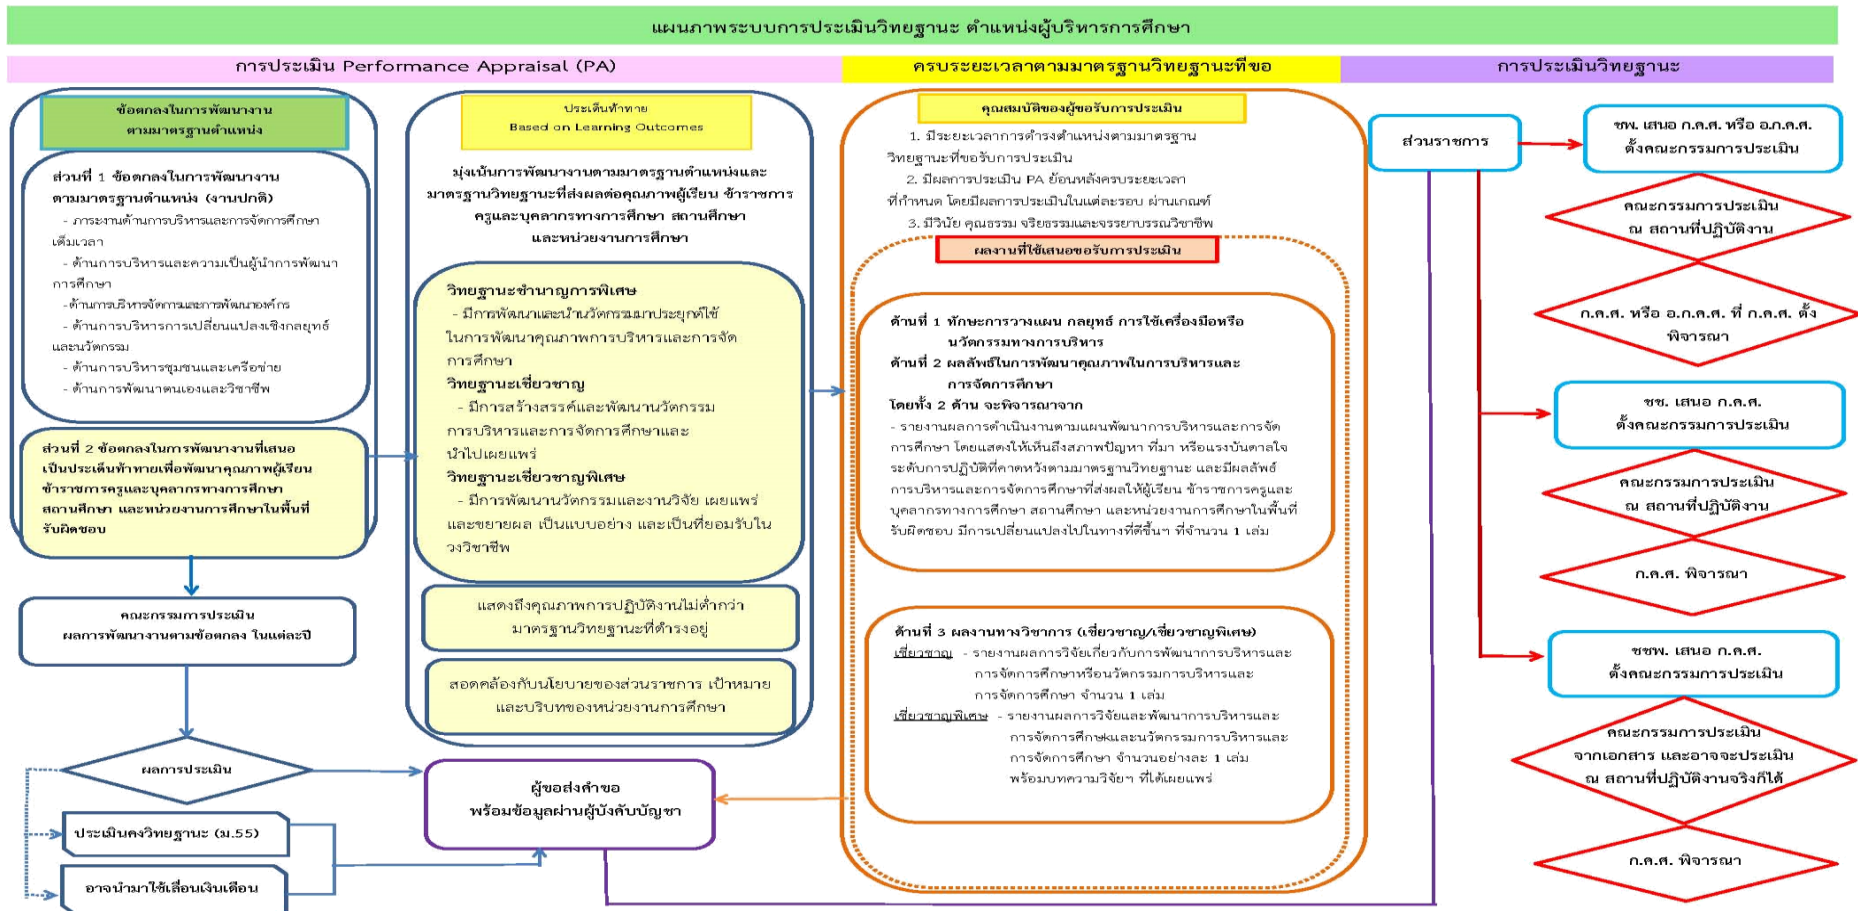 แผนภาพระบบการประเมินวิทยฐานะ ตำแหน่งผู้บริหารการศึกษา
การประเมิน Performance Appraisal (PA)
ครบระยะเวลาตามมาตรฐานวิทยฐานะที่ขอ
การประเมินวิทยฐานะ
ข้อตกลงในการพัฒนางาน
ตามมาตรฐานตำแหน่ง
ส่วนที่ 1 ข้อตกลงในการพัฒนางาน
ตามมาตรฐานตำแหน่ง (งานปกติ)
- ภาระงานด้านการบริหารและการจัดการศึกษา
เต็มเวลา
- ด้านการบริหารและความเป็นผู้นำการพัฒนา
การศึกษา
- ด้านการบริหารจัดการและการพัฒนาองค์กร
- ด้านการบริหารการเปลี่ยนแปลงเชิงกลยุทธ์
และนวัตกรรม
- ด้านการบริหารชุมชนและเครือข่าย
- ด้านการพัฒนาตนเองและวิชาชีพ
ส่วนที่ 2 ข้อตกลงในการพัฒนางานที่เสนอ
เป็นประเด็นท้าทายเพื่อพัฒนาคุณภาพผู้เรียน
ข้าราชการครูและบุคลากรทางการศึกษา
สถานศึกษา และหน่วยงานการศึกษาในพื้นที่
รับผิดชอบ
คณะกรรมการประเมิน
ผลการพัฒนางานตามข้อตกลง ในแต่ละปี
ผลการประเมิน
ประเมินคงวิทยฐานะ (ม.55)
อาจนำมาใช้เลื่อนเงินเดือน
ประเด็นท้าทาย
Based on Learning Outcomes
มุ่งเน้นการพัฒนางานตามมาตรฐานตำแหน่งและ
มาตรฐานวิทยฐานะที่ส่งผลต่อคุณภาพผู้เรียน ข้าราชการ
ครูและบุคลากรทางการศึกษา สถานศึกษา
และหน่วยงานการศึกษา
วิทยฐานะชำนาญการพิเศษ
- มีการพัฒนาและนำนวัตกรรมมาประยุกต์ใช้
ในการพัฒนาคุณภาพการบริหารและการจัด
การศึกษา
วิทยฐานะเชี่ยวชาญ
- มีการสร้างสรรค์และพัฒนานวัตกรรม
การบริหารและการจัดการศึกษาและ
นำไปเผยแพร่
วิทยฐานะเชี่ยวชาญพิเศษ
- มีการพัฒนานวัตกรรมและงานวิจัย เผยแพร่
และขยายผล เป็นแบบอย่าง และเป็นที่ยอมรับใน
วงวิชาชีพ
แสดงถึงคุณภาพการปฏิบัติงานไม่ต่ำกว่า
มาตรฐานวิทยฐานะที่ดำรงอยู่
สอดคล้องกับนโยบายของส่วนราชการ เป้าหมาย
และบริบทของหน่วยงานการศึกษา
ผู้ขอส่งคำขอ
พร้อมข้อมูลผ่านผู้บังคับบัญชา
คุณสมบัติของผู้ขอรับการประเมิน
1. มีระยะเวลาการดำรงตำแหน่งตามมาตรฐาน
วิทยฐานะที่ขอรับการประเมิน
2. มีผลการประเมิน PA ย้อนหลังครบระยะเวลา
ที่กำหนด โดยมีผลการประเมินในแต่ละรอบ ผ่านเกณฑ์
3. มีวินัย คุณธรรม จริยธรรมและจรรยาบรรณวิชาชีพ
ผลงานที่ใช้เสนอขอรับการประเมิน
ด้านที่ 1 ทักษะการวางแผน กลยุทธ์ การใช้เครื่องมือหรือ
นวัตกรรมทางการบริหาร
ด้านที่ 2 ผลลัพธ์ในการพัฒนาคุณภาพในการบริหารและ
การจัดการศึกษา
โดยทั้ง 2 ด้าน จะพิจารณาจาก
- รายงานผลการดำเนินงานตามแผนพัฒนาการบริหารและการจัด
การศึกษา โดยแสดงให้เห็นถึงสภาพปัญหา ที่มา หรือแรงบันดาลใจ
ระดับการปฏิบัติที่คาดหวังตามมาตรฐานวิทยฐานะ และมีผลลัพธ์
การบริหารและการจัดการศึกษาที่ส่งผลให้ผู้เรียน ข้าราชการครูและ
บุคลากรทางการศึกษา สถานศึกษา และหน่วยงานการศึกษาในพื้นที่
รับผิดชอบ มีการเปลี่ยนแปลงไปในทางที่ดีขึ้นฯ ที่จำนวน 1 เล่ม
ด้านที่ 3 ผลงานทางวิชาการ (เชี่ยวชาญ/เชี่ยวชาญพิเศษ)
เชี่ยวชาญ - รายงานผลการวิจัยเกี่ยวกับการพัฒนาการบริหารและ
การจัดการศึกษาหรือนวัตกรรมการบริหารและ
การจัดการศึกษา จำนวน 1 เล่ม
เชี่ยวชาญพิเศษ - รายงานผลการวิจัยและพัฒนาการบริหารและ
การจัดการศึกษาและนวัตกรรมการบริหารและ
การจัดการศึกษา จำนวนอย่างละ 1 เล่ม
พร้อมบทความวิจัยฯ ที่ได้เผยแพร่
ส่วนราชการ
ชพ. เสนอ ก.ค.ศ. หรือ อ.ก.ค.ศ.
ตั้งคณะกรรมการประเมิน
คณะกรรมการประเมิน
ณ สถานที่ปฏิบัติงาน
ก.ค.ศ. หรือ อ.ก.ค.ศ. ที่ ก.ค.ศ. ตั้ง
พิจารณา
ชช. เสนอ ก.ค.ศ.
ตั้งคณะกรรมการประเมิน
คณะกรรมการประเมิน
ณ สถานที่ปฏิบัติงาน
ก.ค.ศ. พิจารณา
ชชพ. เสนอ ก.ค.ศ.
ตั้งคณะกรรมการประเมิน
คณะกรรมการประเมิน
จากเอกสาร และอาจจะประเมิน
ณ สถานที่ปฏิบัติงานจริงก็ได้
ก.ค.ศ. พิจารณา